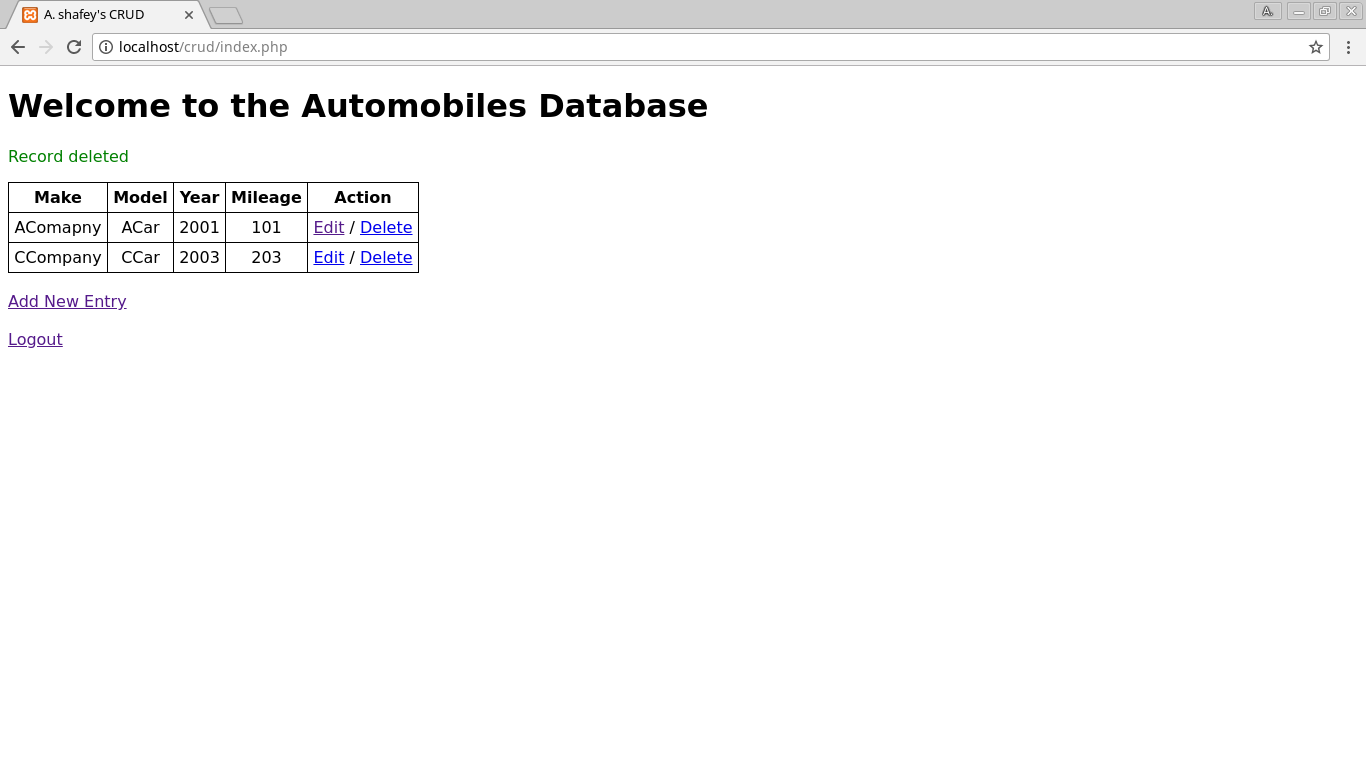 A. shafey's CRUD
A.
localhost/crud/index.php
Welcome to the Automobiles Database
Record deleted
Make Model Year Mileage Action
AComapny ACar 2001 101 Edit / Delete
CCompany CCar 2003 203 Edit / Delete
Add New Entry
Logout